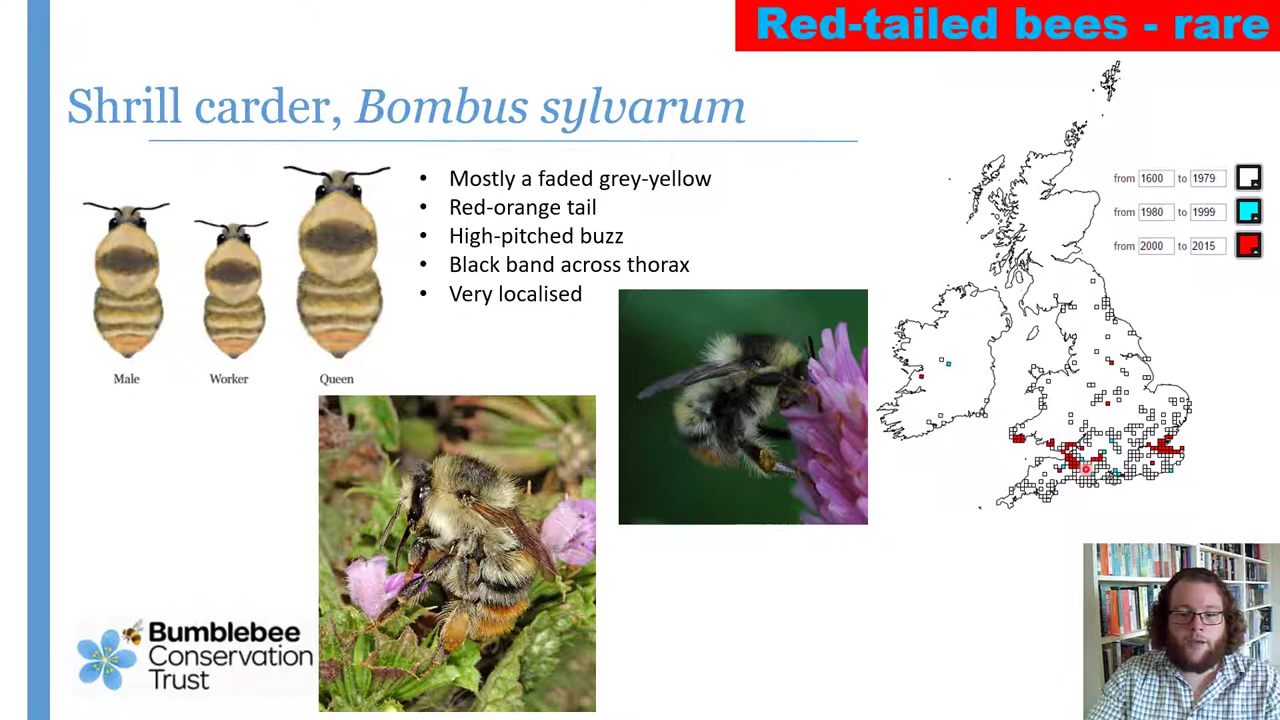 Red-tailed bees - rare
Shrill carder, Bombus sylvarum
• Mostly a faded grey-yellow
• Red-orange tail
• High-pitched buzz
• Black band across thorax
• Very localised
Male Worker Queen
from 1600 to 1979
from 1980 to 1999
from 2000 to 2015
Bumblebee
Conservation
Trust